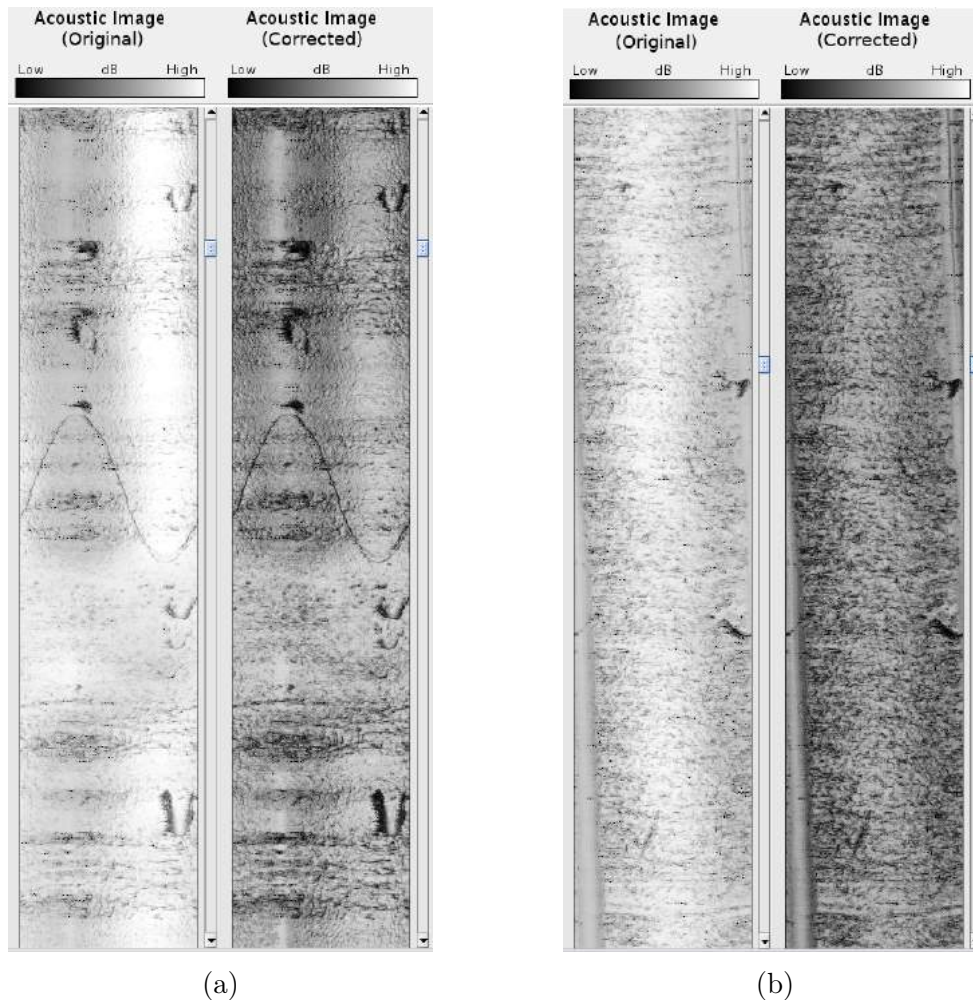 Acoustic Image
(Original)
Low dB High
Acoustic Image
(Corrected)
Low dB High
(a)
Acoustic Image
(Original)
Low dB High
Acoustic Image
(Corrected)
Low dB High
(b)